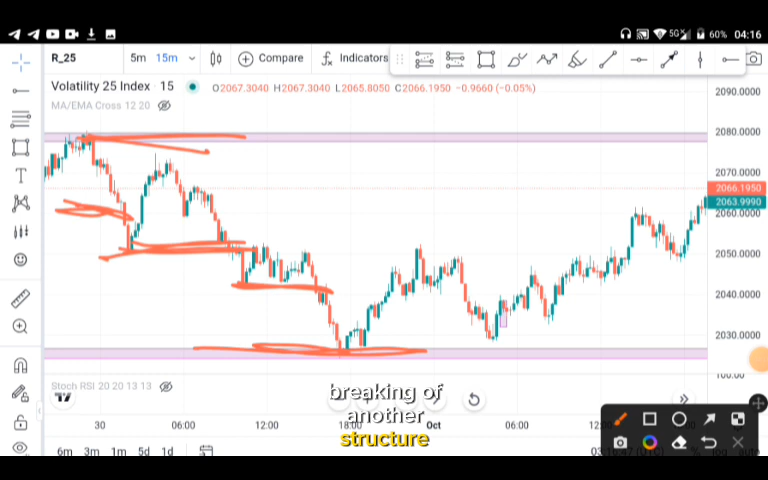 5G 60% 04:16
R_25 5m 15m Compare Indicators
Volatility 25 Index · 15 O2067.3040 H2067.3040 L2065.8050 C2066.1950 −0.9660 (−0.05%)
MA/EMA Cross 12 20
2090.0000
2080.0000
2070.0000
2066.1950
2063.9990
2060.0000
2050.0000
2040.0000
2030.0000
Stoch RSI 20 20 13 13
100.00
breaking of
another
structure
30 06:00 12:00 18:00 Oct 06:00
6m 3m 1m 5d 1d